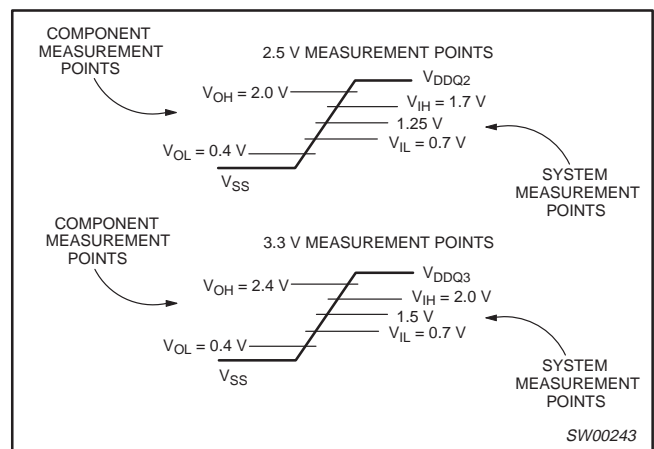 COMPONENT
MEASUREMENT
POINTS
2.5 V MEASUREMENT POINTS
VDDQ2
VOH = 2.0 V
VIH = 1.7 V
1.25 V
VIL = 0.7 V
VOL = 0.4 V
VSS
SYSTEM
MEASUREMENT
POINTS
COMPONENT
MEASUREMENT
POINTS
3.3 V MEASUREMENT POINTS
VDDQ3
VOH = 2.4 V
VIH = 2.0 V
1.5 V
VIL = 0.7 V
VOL = 0.4 V
VSS
SYSTEM
MEASUREMENT
POINTS
SW00243